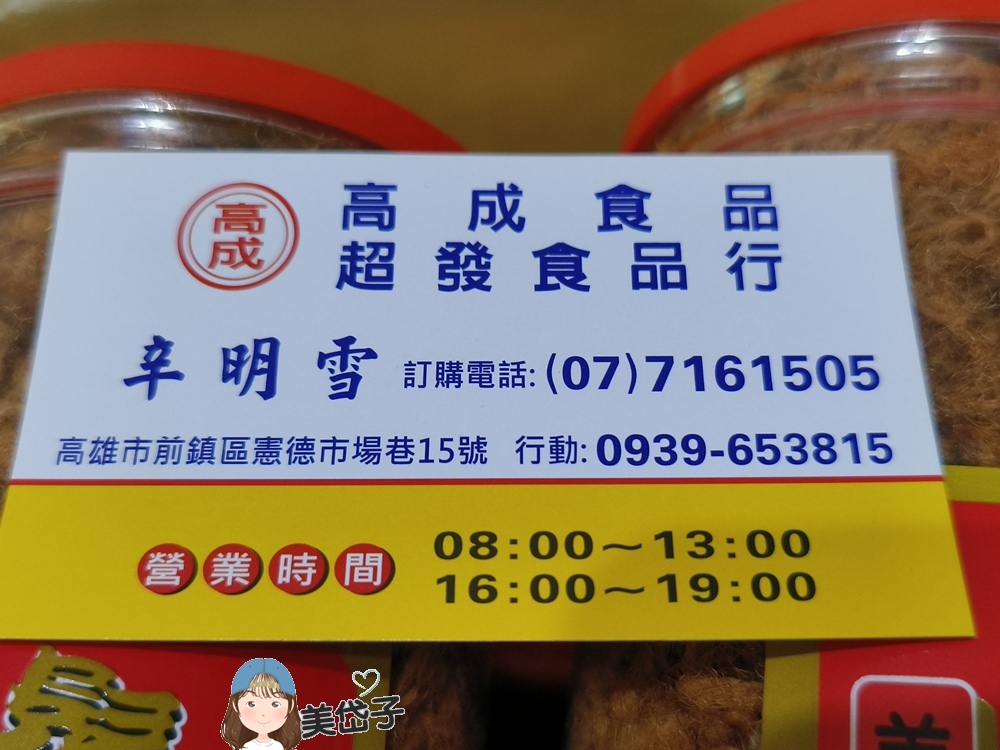 高成
高成食品
超發食品行
辛明雪 訂購電話:(07)7161505
高雄市前鎮區憲德市場巷15號 行動:0939-653815
營業時間
08:00～13:00
16:00～19:00
美岱子